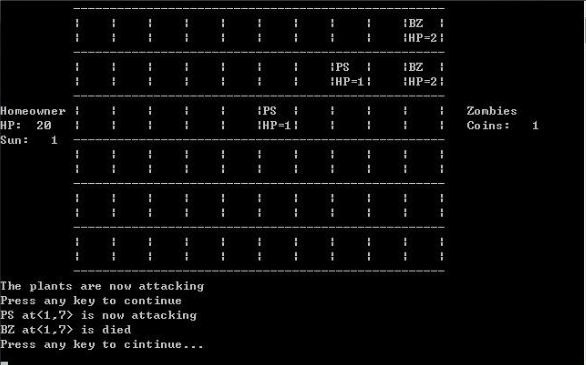 BZ
HP=2
PS BZ
HP=1 HP=2
Homeowner PS Zombies
HP: 20 HP=1 Coins: 1
Sun: 1
The plants are now attacking
Press any key to continue
PS at<1,7> is now attacking
BZ at<1,7> is died
Press any key to cintinue...